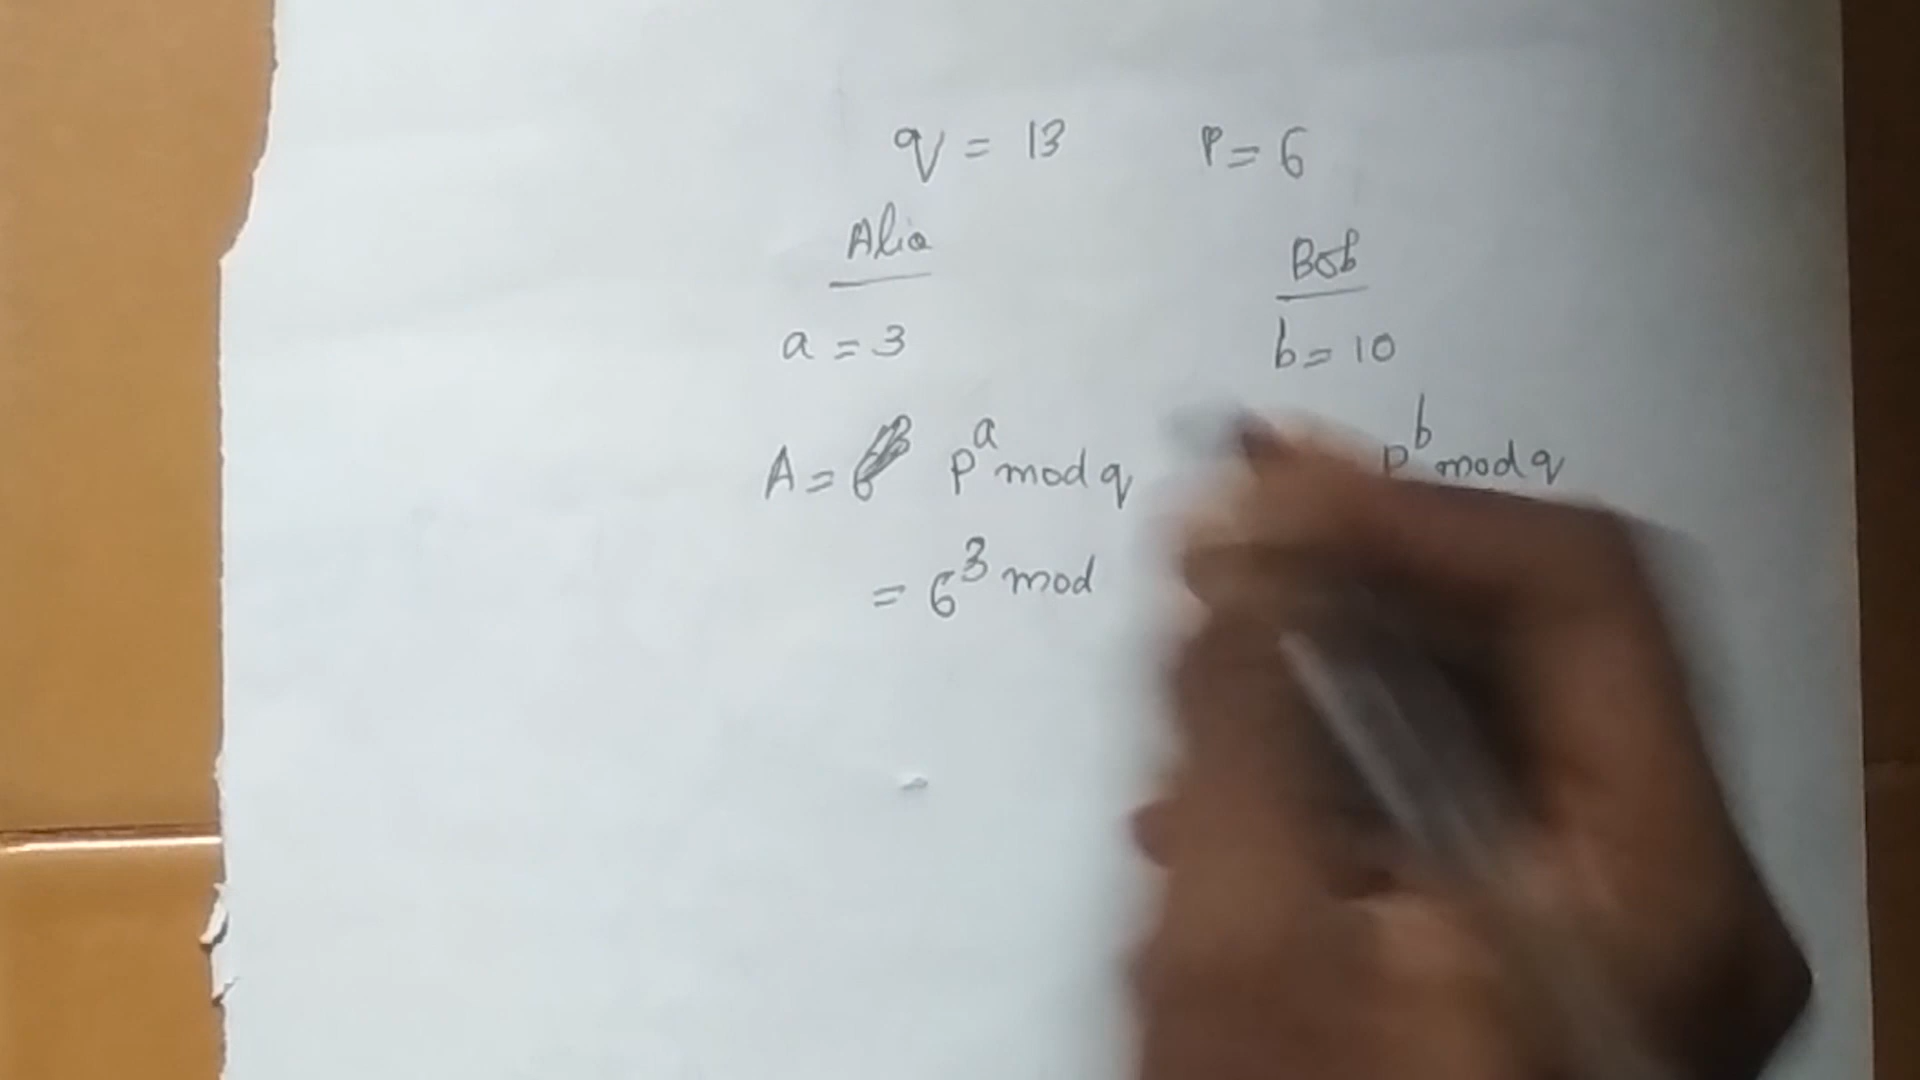 q = 13 P = 6
Alia Bob
a = 3 b = 10
A = P^a mod q P^b mod q
= 6^3 mod